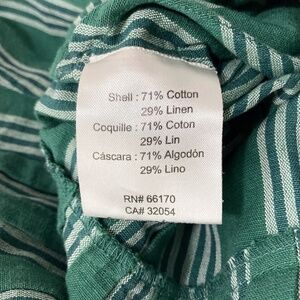 Shell : 71% Cotton
29% Linen
Coquille : 71% Coton
29% Lin
Cáscara : 71% Algodón
29% Lino
RN# 66170
CA# 32054